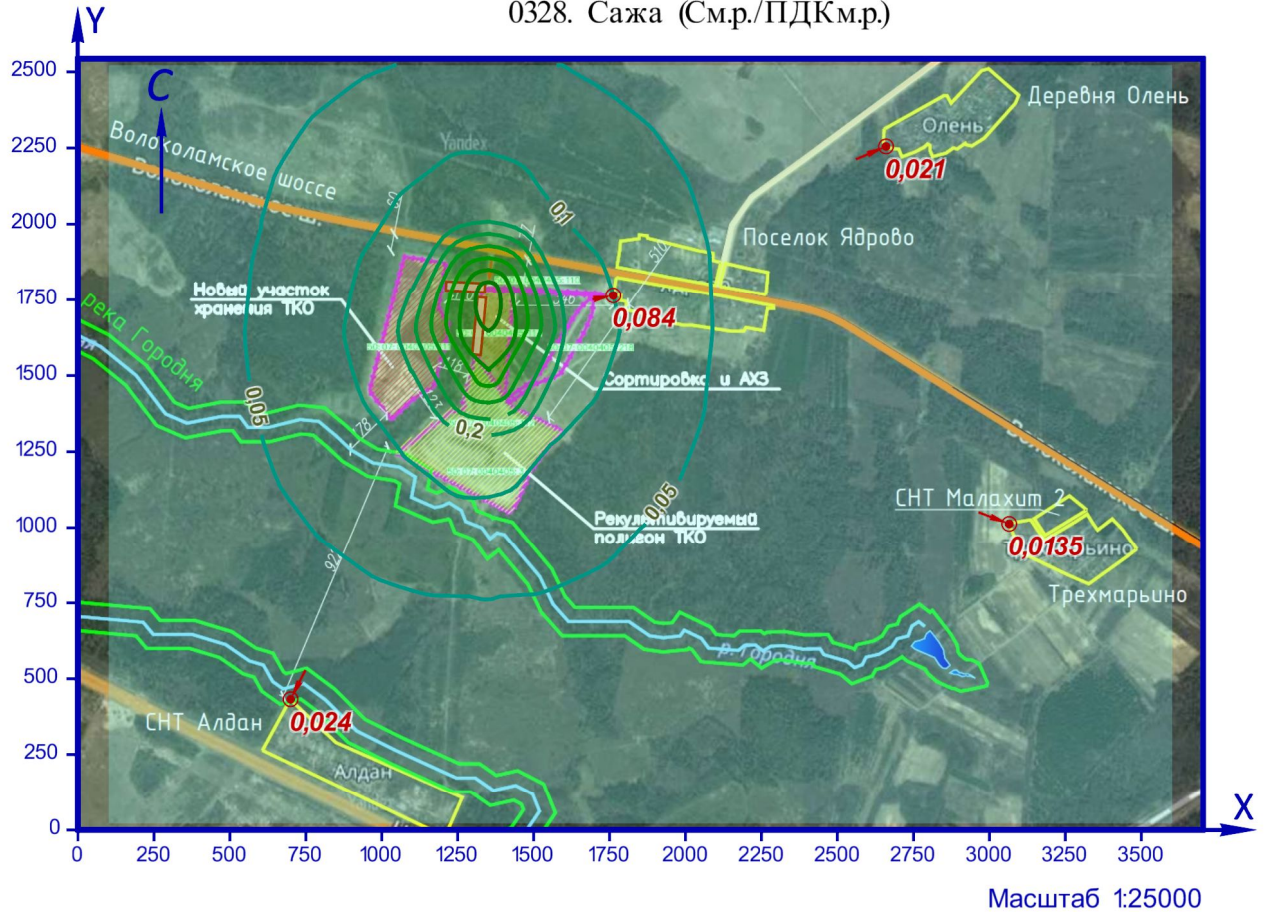 0328. Сажа (См.р./ПДКм.р.)
Y
2500
2250
2000
1750
1500
1250
1000
750
500
250
0
С
Деревня Олень
Олень
0,021
Волоколамское шоссе
Yandex
0,1
510
Поселок Ядрово
Новый участок
хранения ТКО
0,084
река Городня
Сортировка и АХЗ
78
0,05
0,2
0,05
Рекультивируемый
полигон ТКО
СНТ Малахит 2
0,0135
Трехмарьино
р. Городня
СНТ Алдан
0,024
Алдан
X
0 250 500 750 1000 1250 1500 1750 2000 2250 2500 2750 3000 3250 3500
Масштаб 1:25000